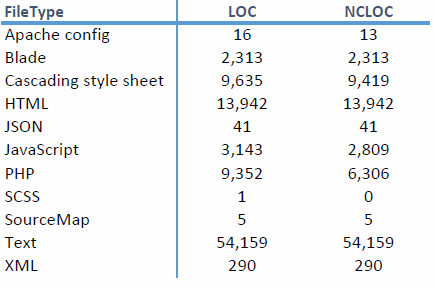 FileType LOC NCLOC
Apache config 16 13
Blade 2,313 2,313
Cascading style sheet 9,635 9,419
HTML 13,942 13,942
JSON 41 41
JavaScript 3,143 2,809
PHP 9,352 6,306
SCSS 1 0
SourceMap 5 5
Text 54,159 54,159
XML 290 290